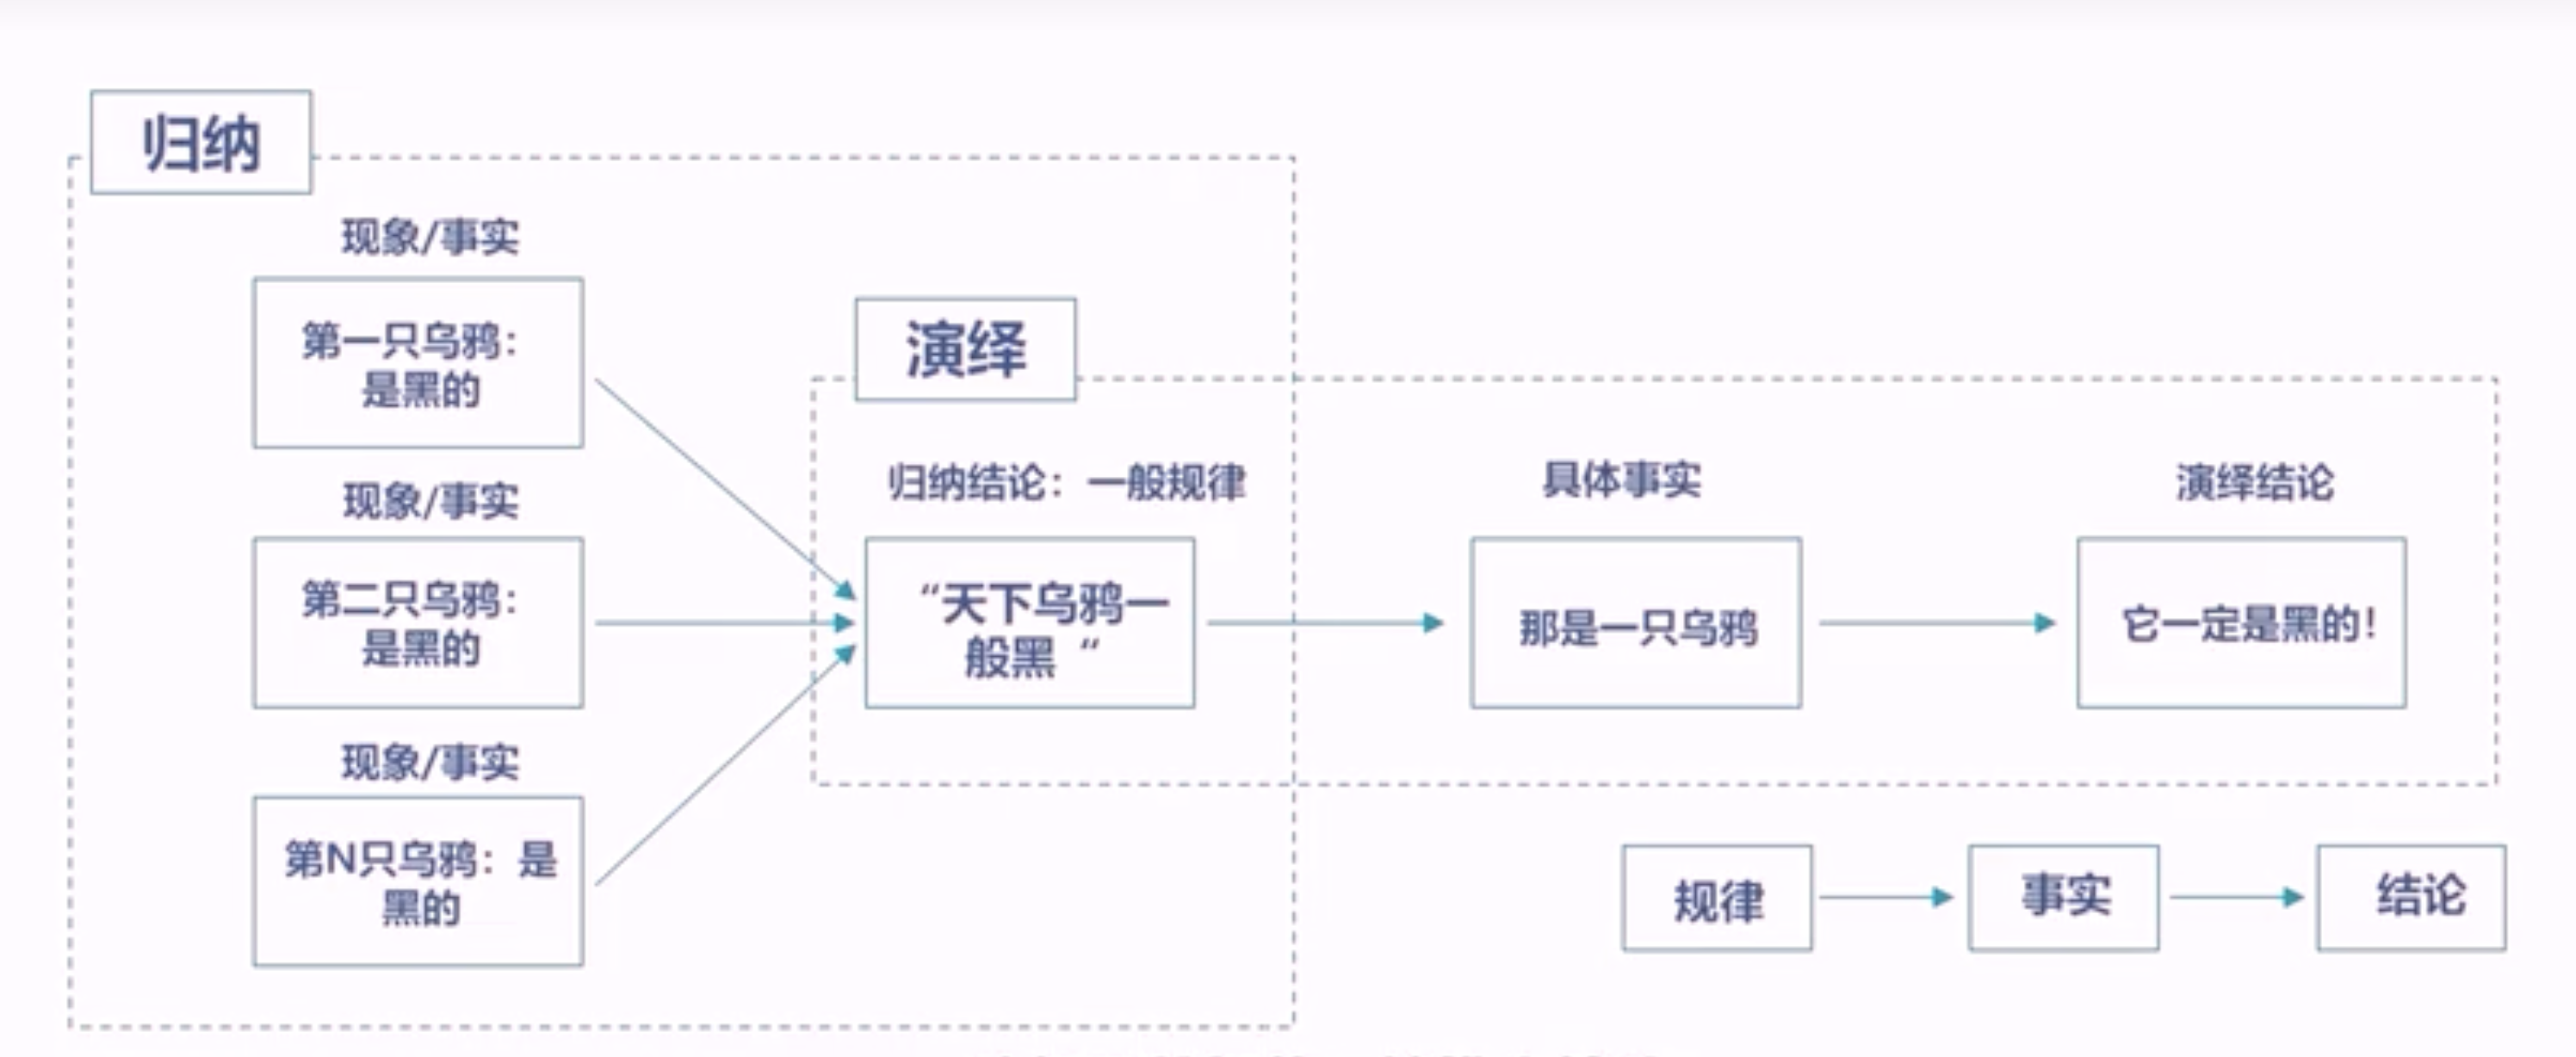 归纳
现象/事实
第一只乌鸦：
是黑的
现象/事实
第二只乌鸦：
是黑的
现象/事实
第N只乌鸦：是
黑的
演绎
归纳结论：一般规律
“天下乌鸦一
般黑 “
具体事实
那是一只乌鸦
演绎结论
它一定是黑的！
规律
事实
结论